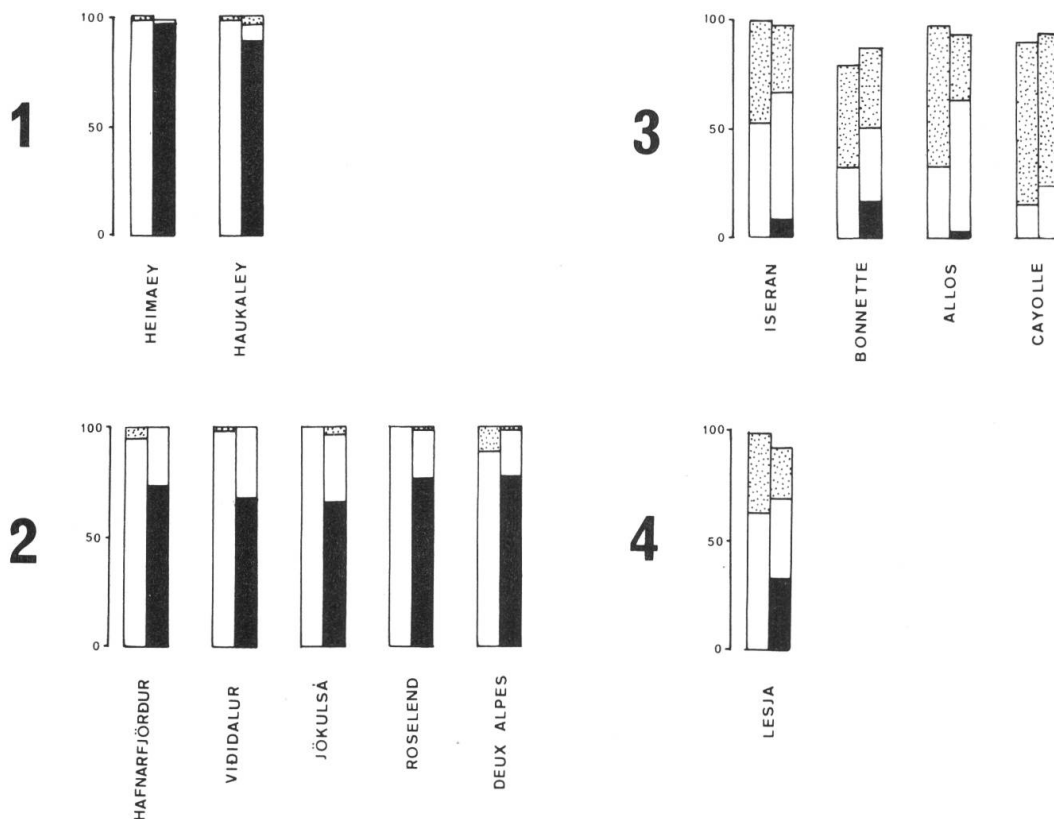 1
100
50
0
HEIMAEY
HAUKALEY
3
100
50
0
ISERAN
BONNETTE
ALLOS
CAYOLLE
2
100
50
0
HAFNARFJÖRÐUR
VIÐIDALUR
JÖKULSÅ
ROSELEND
DEUX ALPES
4
100
50
0
LESJA